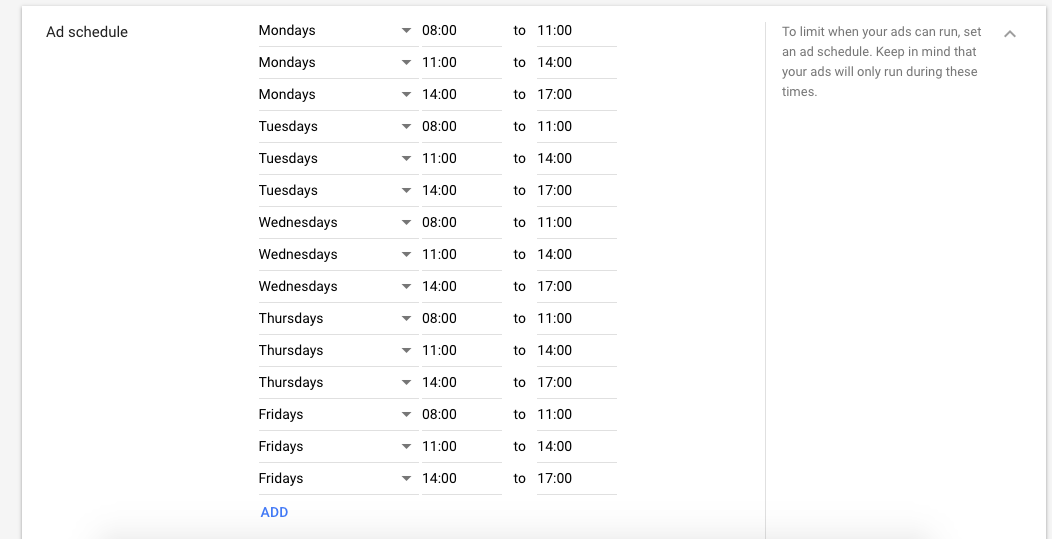 Ad schedule
Mondays 08:00 to 11:00
Mondays 11:00 to 14:00
Mondays 14:00 to 17:00
Tuesdays 08:00 to 11:00
Tuesdays 11:00 to 14:00
Tuesdays 14:00 to 17:00
Wednesdays 08:00 to 11:00
Wednesdays 11:00 to 14:00
Wednesdays 14:00 to 17:00
Thursdays 08:00 to 11:00
Thursdays 11:00 to 14:00
Thursdays 14:00 to 17:00
Fridays 08:00 to 11:00
Fridays 11:00 to 14:00
Fridays 14:00 to 17:00
ADD
To limit when your ads can run, set
an ad schedule. Keep in mind that
your ads will only run during these
times.